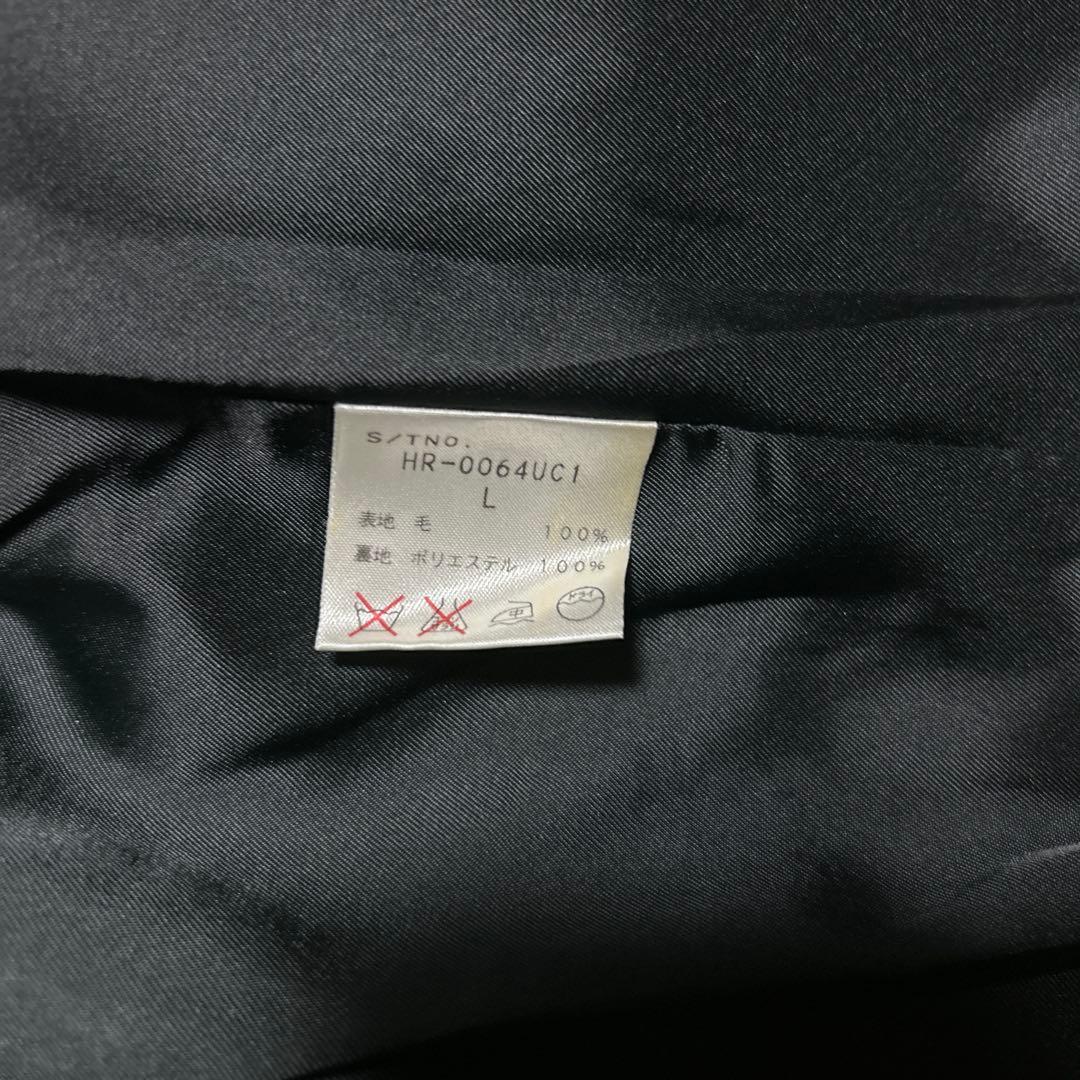 S/TNO.
HR-0064UC1
L
表地 毛 100%
裏地 ポリエステル 100%
中 ドライ